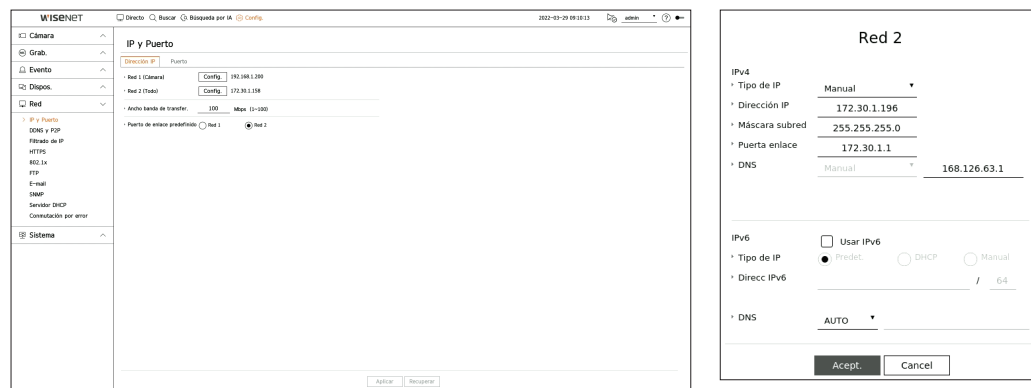 WISENET
Directo Buscar Búsqueda por IA Config. 2022-03-29 09:10:13 admin ?
Cámara
Grab.
Evento
Dispos.
Red
> IP y Puerto
DDNS y P2P
Filtrado de IP
HTTPS
802.1x
FTP
E-mail
SNMP
Servidor DHCP
Conmutación por error
Sistema
IP y Puerto
Dirección IP Puerto
Red 1 (Cámara) Config. 192.168.1.200
Red 2 (Todo) Config. 172.30.1.158
Ancho banda de transfer. 100 Mbps (1~100)
Puerto de enlace predefinido Red 1 Red 2
Aplicar Recuperar
Red 2
IPv4
Tipo de IP Manual
Dirección IP 172.30.1.196
Máscara subred 255.255.255.0
Puerta enlace 172.30.1.1
DNS Manual 168.126.63.1
IPv6 Usar IPv6
Tipo de IP Predet. DHCP Manual
Direcc IPv6 / 64
DNS AUTO
Acept. Cancel